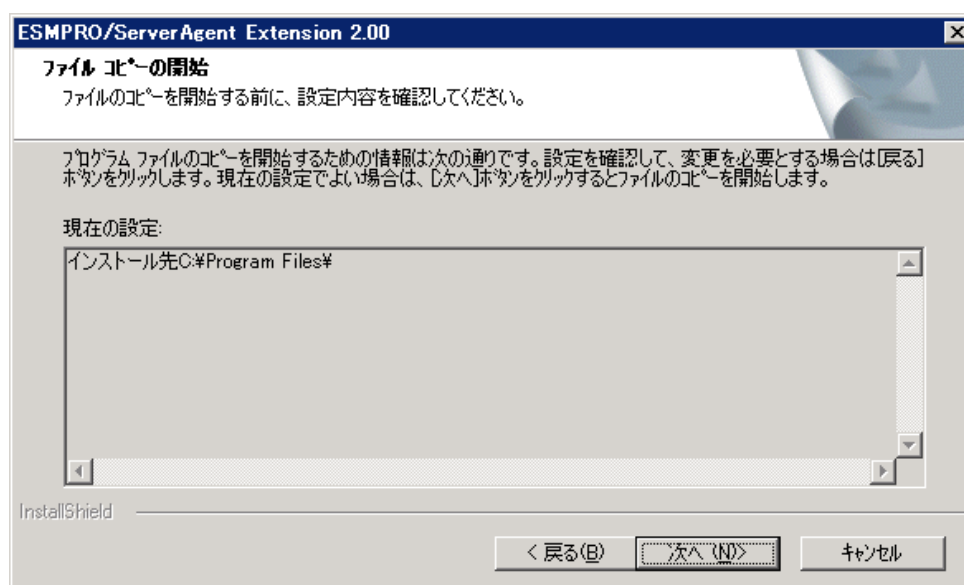 ESMPRO/ServerAgent Extension 2.00
ﾌｧｲﾙ ｺﾋﾟｰの開始
ﾌｧｲﾙのｺﾋﾟｰを開始する前に、設定内容を確認してください。
ﾌﾟﾛｸﾞﾗﾑ ﾌｧｲﾙのｺﾋﾟｰを開始するための情報は次の通りです。設定を確認して、変更を必要とする場合は[戻る]
ﾎﾞﾀﾝをｸﾘｯｸします。現在の設定でよい場合は、[次へ]ﾎﾞﾀﾝをｸﾘｯｸするとﾌｧｲﾙのｺﾋﾟｰを開始します。
現在の設定:
インストール先C:¥Program Files¥
InstallShield
< 戻る(B)
次へ (N)>
ｷｬﾝｾﾙ